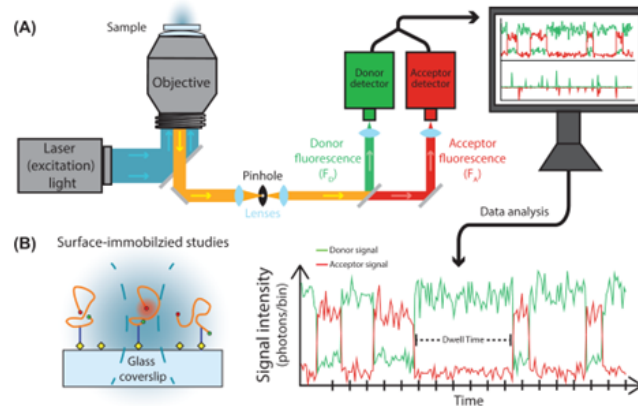 (A)
Sample
Objective
Laser
(excitation)
light
Pinhole
Lenses
Donor
detector
Acceptor
detector
Donor
fluorescence
(F_D)
Acceptor
fluorescence
(F_A)
Data analysis
(B)
Surface-immobilzied studies
Glass
coverslip
Donor signal
Acceptor signal
Signal intensity
(photons/bin)
Dwell Time
Time